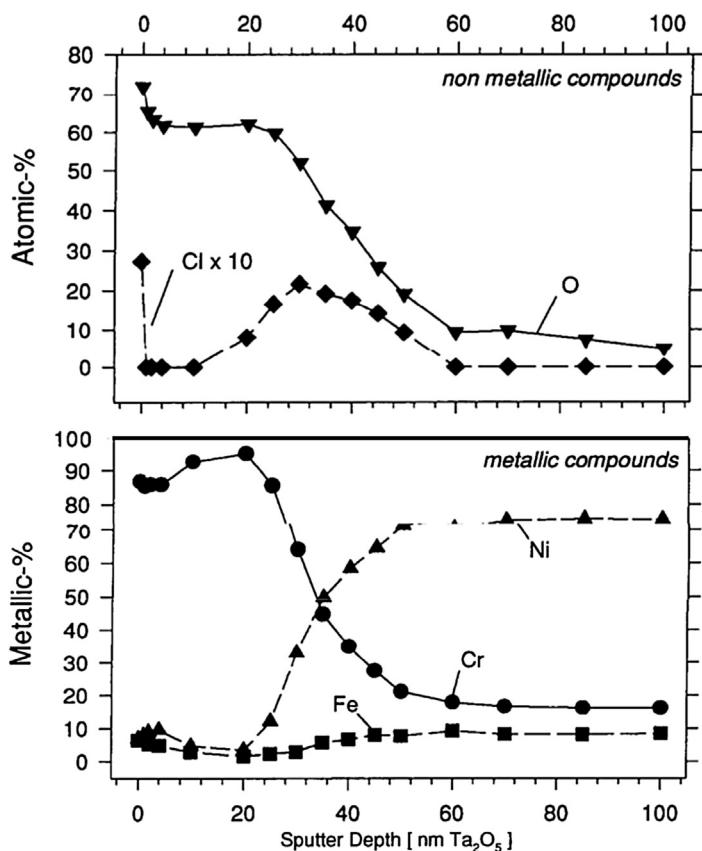 0 20 40 60 80 100
80
non metallic compounds
70
60
50
40
30
20
10
0
Atomic-%
Cl x 10
O
100
metallic compounds
90
80
70
60
50
40
30
20
10
0
Metallic-%
Ni
Cr
Fe
0 20 40 60 80 100
Sputter Depth [ nm Ta₂O₅ ]